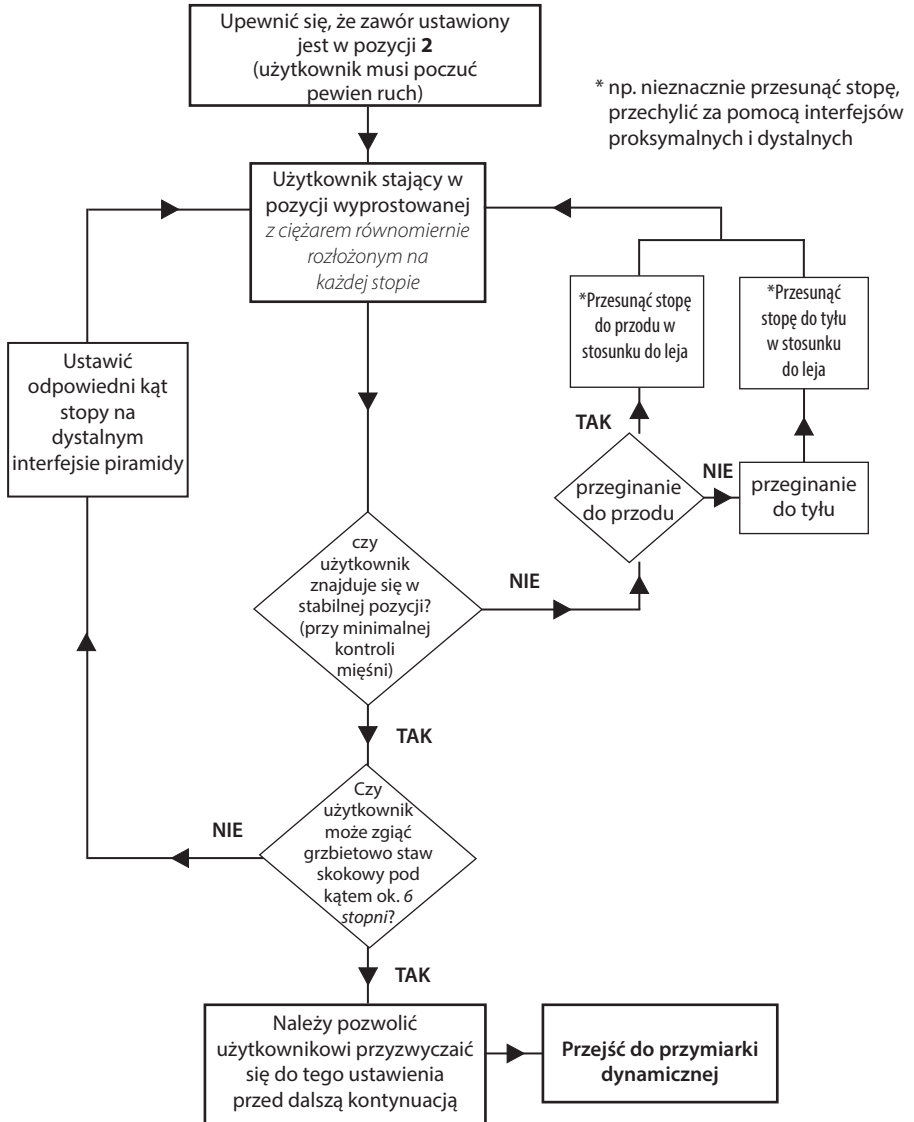 Upewnić się, że zawór ustawiony
jest w pozycji 2
(użytkownik musi poczuć
pewien ruch)
* np. nieznacznie przesunąć stopę,
przechylić za pomocą interfejsów
proksymalnych i dystalnych
Użytkownik stający w
pozycji wyprostowanej
z ciężarem równomiernie
rozłożonym na
każdej stopie
*Przesunąć stopę
do przodu w
stosunku do leja
*Przesunąć
stopę do tyłu
w stosunku
do leja
Ustawić
odpowiedni kąt
stopy na
dystalnym
interfejsie piramidy
TAK
przeginanie
do przodu
NIE
przeginanie
do tyłu
czy
użytkownik
znajduje się w
stabilnej pozycji?
(przy minimalnej
kontroli
mięśni)
NIE
TAK
Czy
użytkownik
może zgiąć
grzbietowo staw
skokowy pod
kątem ok. 6
stopni?
NIE
TAK
Należy pozwolić
użytkownikowi przyzwyczaić
się do tego ustawienia
przed dalszą kontynuacją
Przejść do przymiarki
dynamicznej